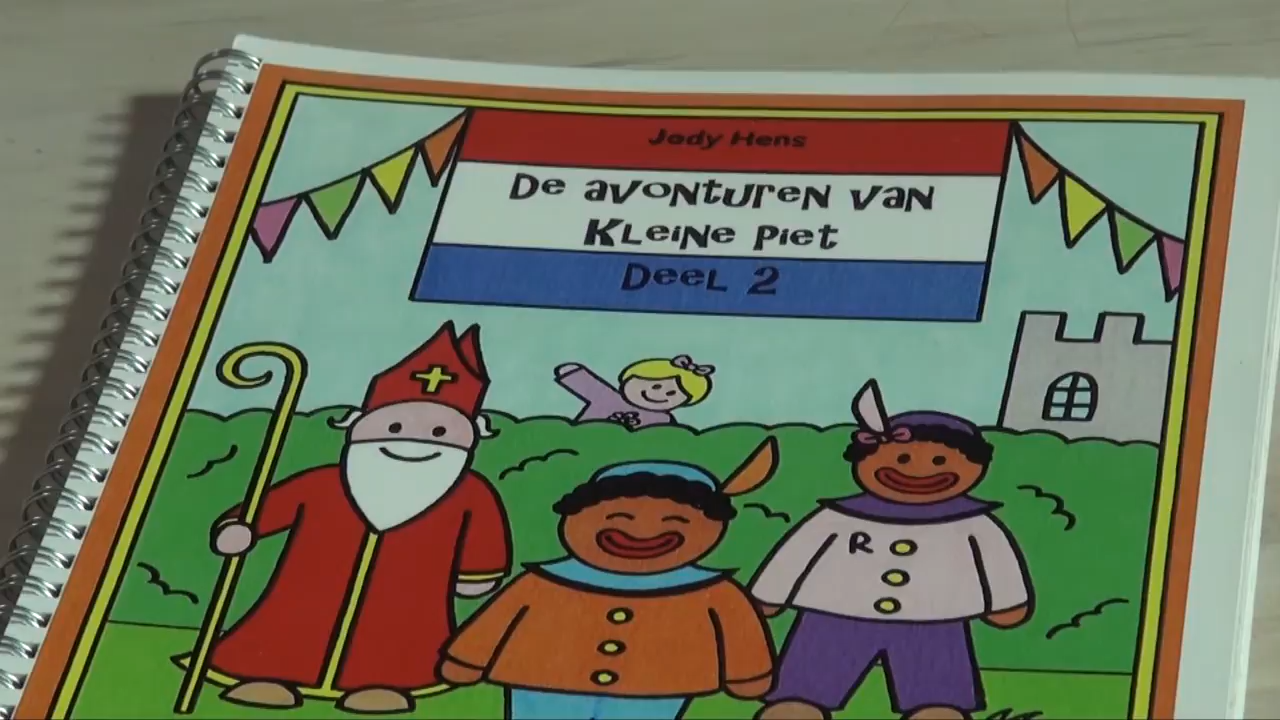 Jody Hens
De avonturen van
Kleine Piet
Deel 2
R